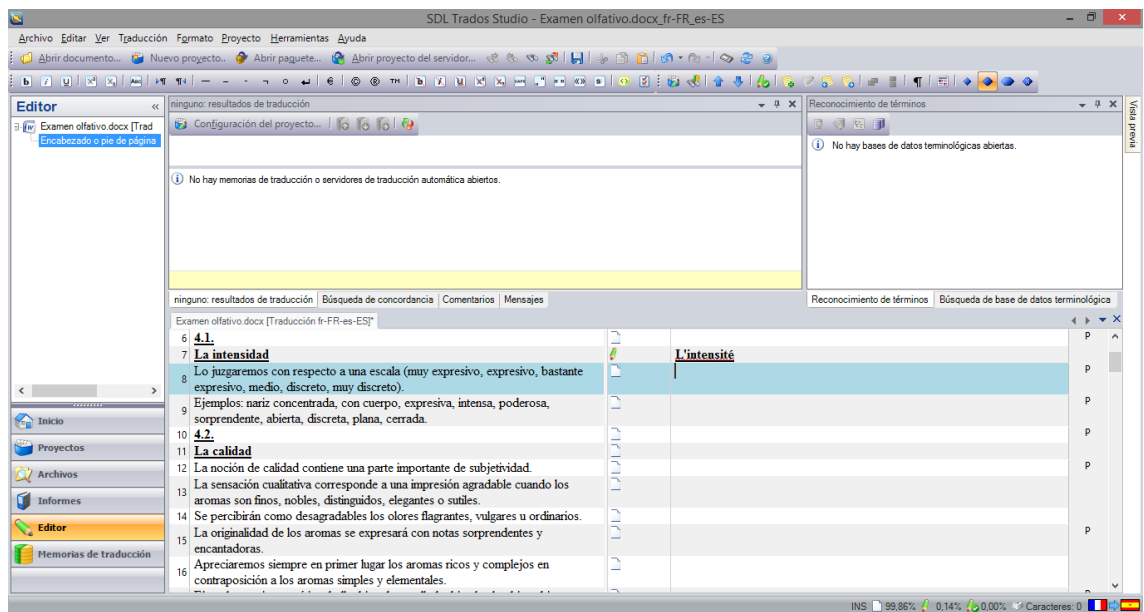 SDL Trados Studio - Examen olfativo.docx_fr-FR_es-ES
Archivo Editar Ver Traducción Formato Proyecto Herramientas Ayuda
Abrir documento... Nuevo proyecto.. Abrir paquete... Abrir proyecto del servidor...
Editor
Examen olfativo.docx [Trad
Encabezado o pie de página
ninguno: resultados de traducción
Configuración del proyecto...
No hay memorias de traducción o servidores de traducción automática abiertos.
ninguno: resultados de traducción Búsqueda de concordancia Comentarios Mensajes
Reconocimiento de términos
No hay bases de datos terminológicas abiertas.
Reconocimiento de términos Búsqueda de base de datos terminológica
Vista previa
Examen olfativo.docx [Traducción fr-FR-es-ES]*
6 4.1. P
7 La intensidad L'intensité
8 Lo juzgaremos con respecto a una escala (muy expresivo, expresivo, bastante P
expresivo, medio, discreto, muy discreto).
9 Ejemplos: nariz concentrada, con cuerpo, expresiva, intensa, poderosa, P
sorprendente, abierta, discreta, plana, cerrada.
10 4.2. P
11 La calidad
12 La noción de calidad contiene una parte importante de subjetividad. P
13 La sensación cualitativa corresponde a una impresión agradable cuando los
aromas son finos, nobles, distinguidos, elegantes o sutiles.
14 Se percibirán como desagradables los olores flagrantes, vulgares u ordinarios.
15 La originalidad de los aromas se expresará con notas sorprendentes y P
encantadoras.
16 Apreciaremos siempre en primer lugar los aromas ricos y complejos en
contraposición a los aromas simples y elementales.
Inicio
Proyectos
Archivos
Informes
Editor
Memorias de traducción
INS 99,86% 0,14% 0,00% Caracteres: 0